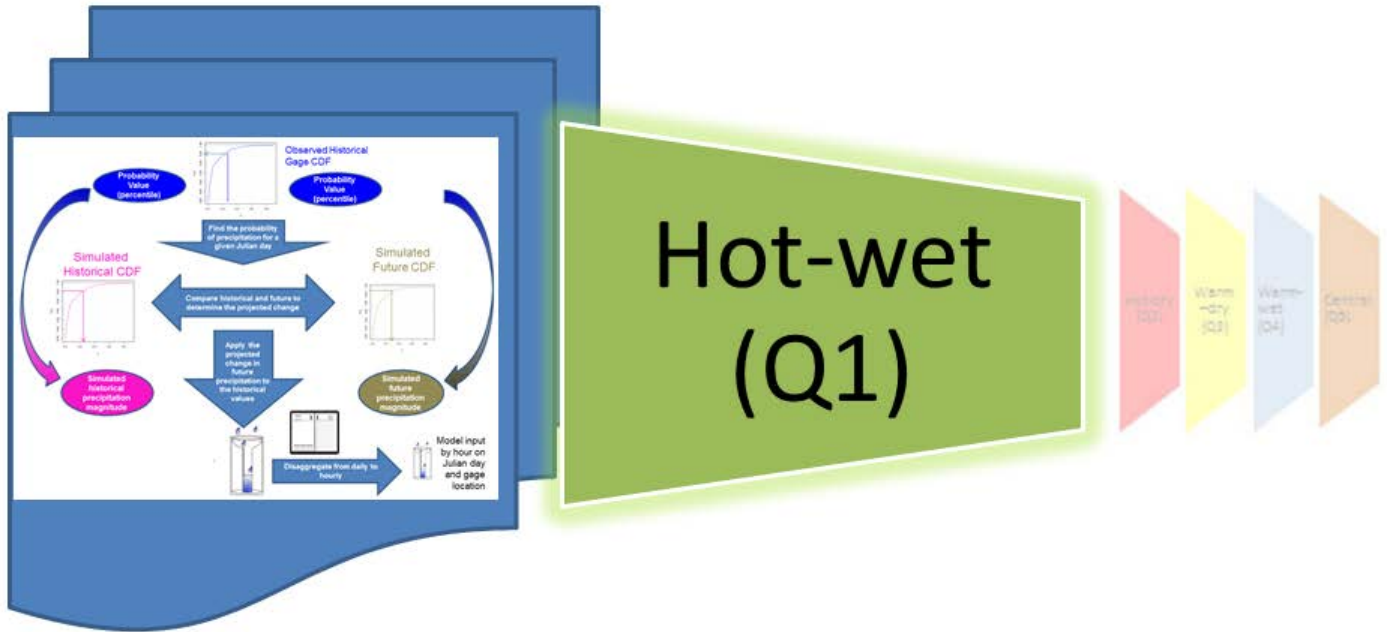 Observed Historical
Gage CDF
Probability
Value
(percentile)
Probability
Value
(percentile)
Find the probability
of precipitation for a
given Julian day
Simulated
Historical CDF
Simulated
Future CDF
Compare historical and future to
determine the projected change
Apply the
projected
change in
future
precipitation to
the historical
values
Simulated
historical
precipitation
magnitude
Simulated
future
precipitation
magnitude
Disaggregate from daily to
hourly
Model input
by hour on
Julian day
and gage
location
Hot-wet
(Q1)
Warm
-dry
(Q3)
Warm-
wet
(Q4)
Central
(Q5)